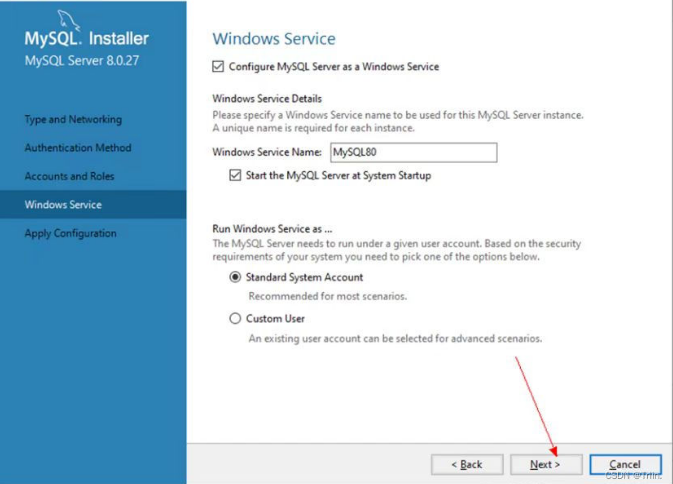 MySQL. Installer
MySQL Server 8.0.27
Type and Networking
Authentication Method
Accounts and Roles
Windows Service
Apply Configuration
Windows Service
Configure MySQL Server as a Windows Service
Windows Service Details
Please specify a Windows Service name to be used for this MySQL Server instance.
A unique name is required for each instance.
Windows Service Name: MySQL80
Start the MySQL Server at System Startup
Run Windows Service as ...
The MySQL Server needs to run under a given user account. Based on the security
requirements of your system you need to pick one of the options below.
Standard System Account
Recommended for most scenarios.
Custom User
An existing user account can be selected for advanced scenarios.
< Back
Next >
Cancel
CSDN